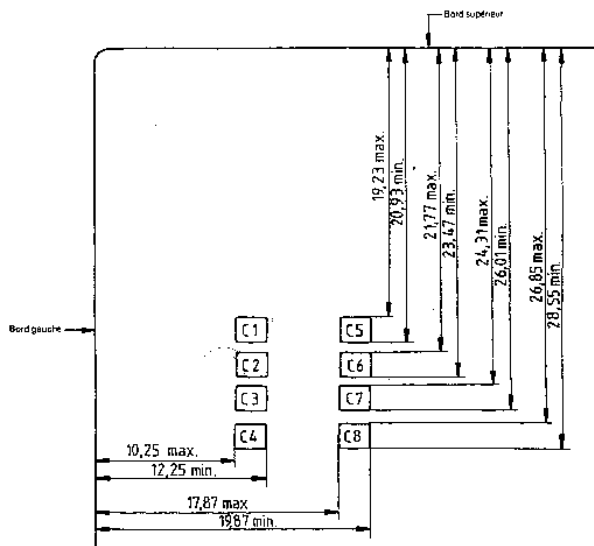 Bord supérieur
19,23 max.
20,93 min.
21,77 max.
23,47 min.
24,31 max.
26,01 min.
26,85 max.
28,55 min.
Bord gauche
C1 C5
C2 C6
C3 C7
C4 C8
10,25 max.
12,25 min.
17,87 max
19,87 min.